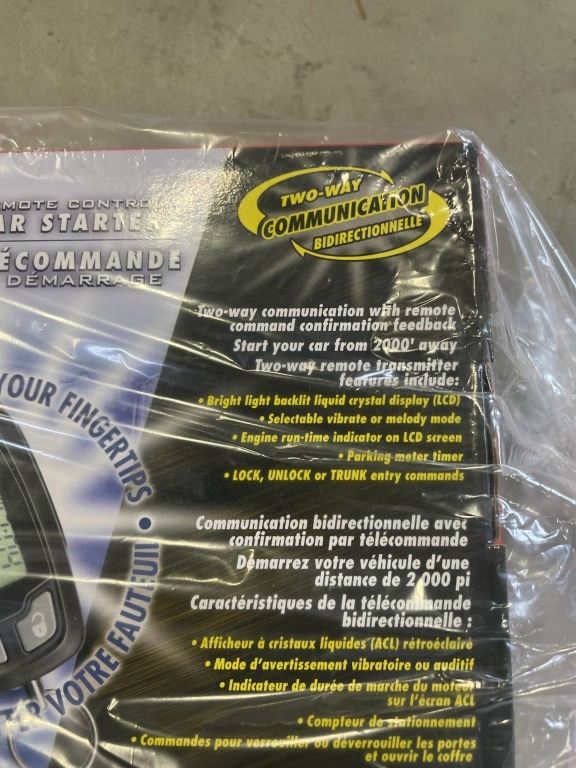 TWO-WAY
COMMUNICATION
BIDIRECTIONNELLE
MOTE CONTRO
AR STARTE
ÉCOMMANDE
DÉMARRAGE
Two-way communication with remote
command confirmation feedback
Start your car from 2000' away
Two-way remote transmitter
features include:
• Bright light backlit liquid crystal display (LCD)
• Selectable vibrate or melody mode
• Engine run-time indicator on LCD screen
• Parking meter timer
• LOCK, UNLOCK or TRUNK entry commands
YOUR FINGERTIPS •
VOTRE FAUTEUIL
Communication bidirectionnelle avec
confirmation par télécommande
Démarrez votre véhicule d'une
distance de 2 000 pi
Caractéristiques de la télécommande
bidirectionnelle :
• Afficheur à cristaux liquides (ACL) rétroéclairé
• Mode d'avertissement vibratoire ou auditif
• Indicateur de durée de marche du moteur
sur l'écran ACL
• Compteur de stationnement
• Commandes pour verrouiller ou déverrouiller les portes
et ouvrir le coffre